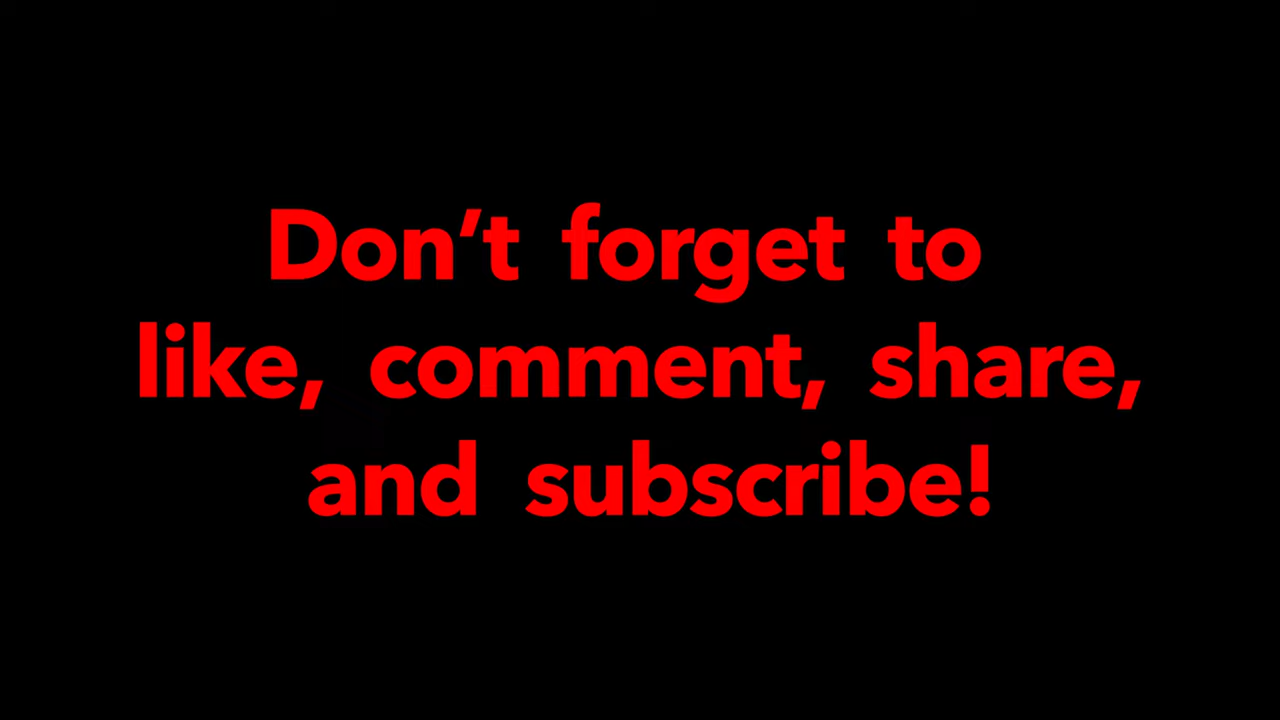 Don’t forget to
like, comment, share,
and subscribe!